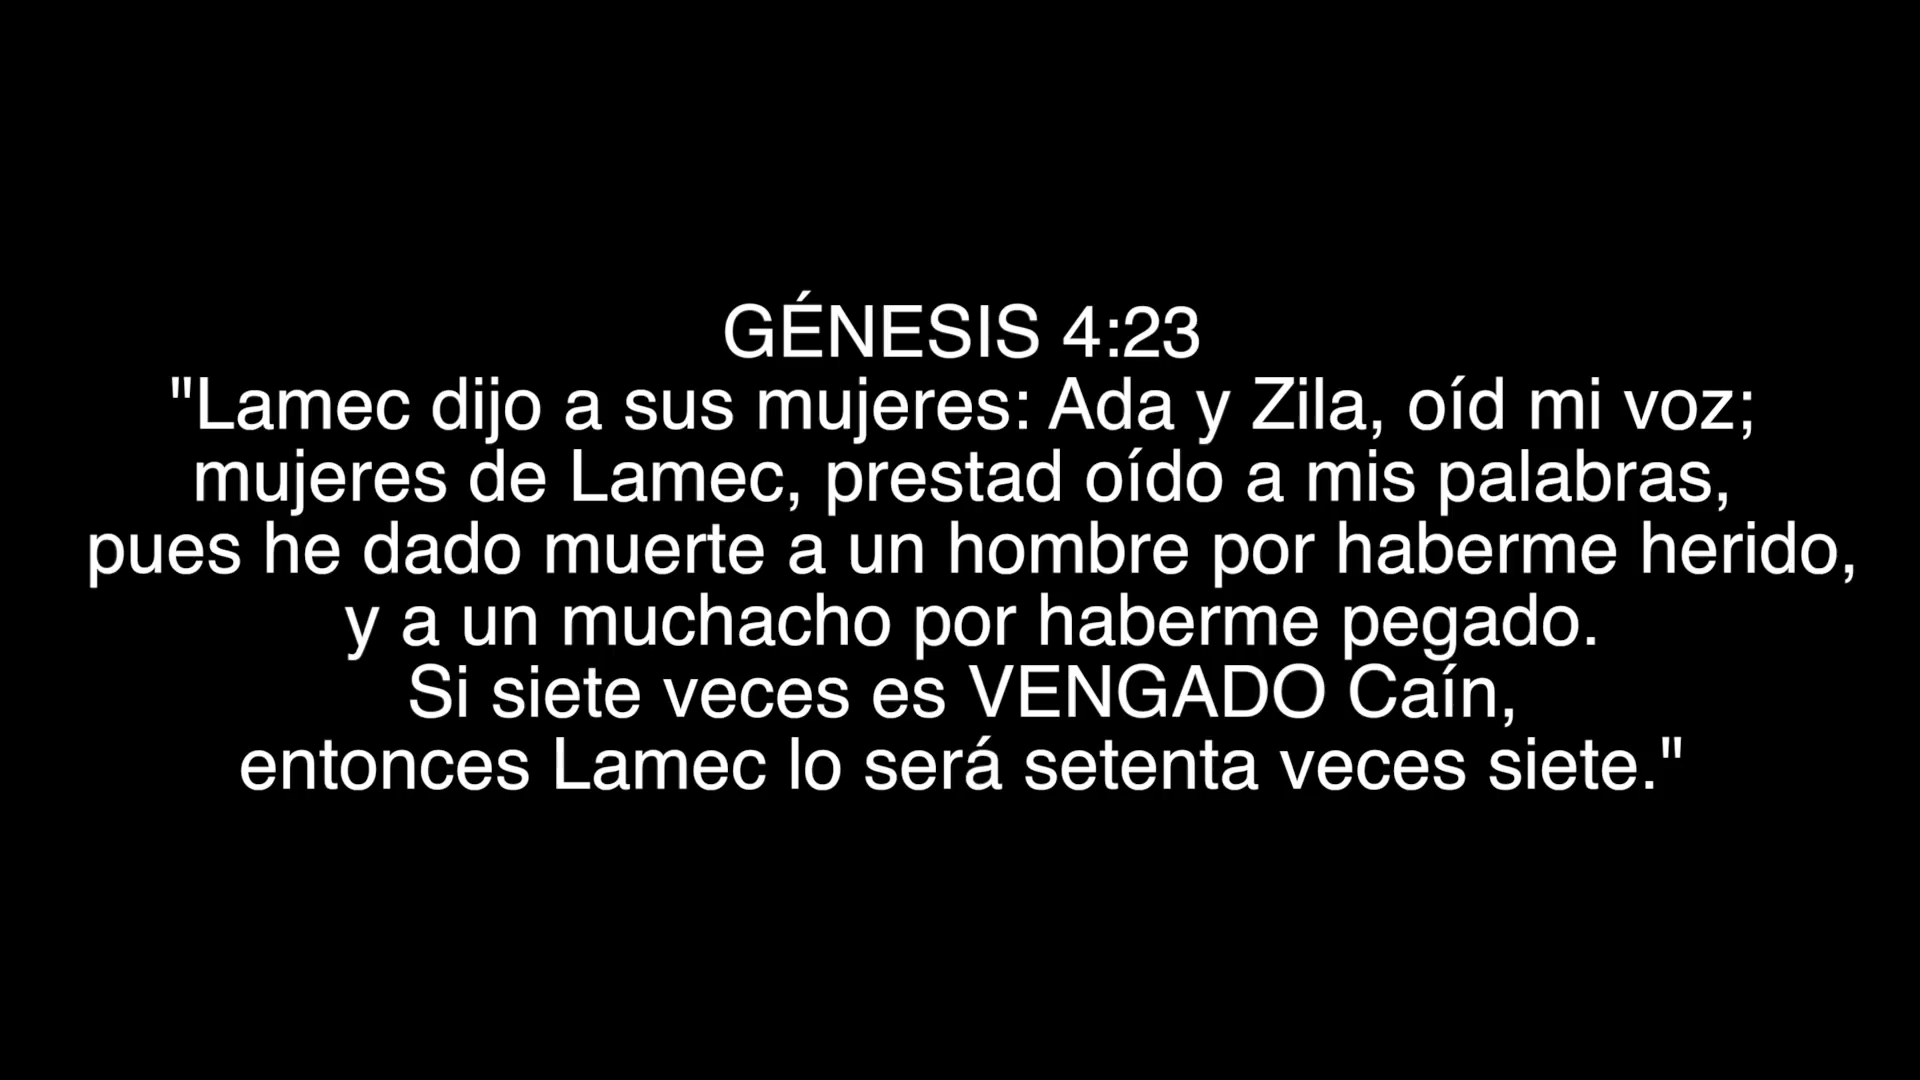 GÉNESIS 4:23
"Lamec dijo a sus mujeres: Ada y Zila, oíd mi voz;
mujeres de Lamec, prestad oído a mis palabras,
pues he dado muerte a un hombre por haberme herido,
y a un muchacho por haberme pegado.
Si siete veces es VENGADO Caín,
entonces Lamec lo será setenta veces siete."